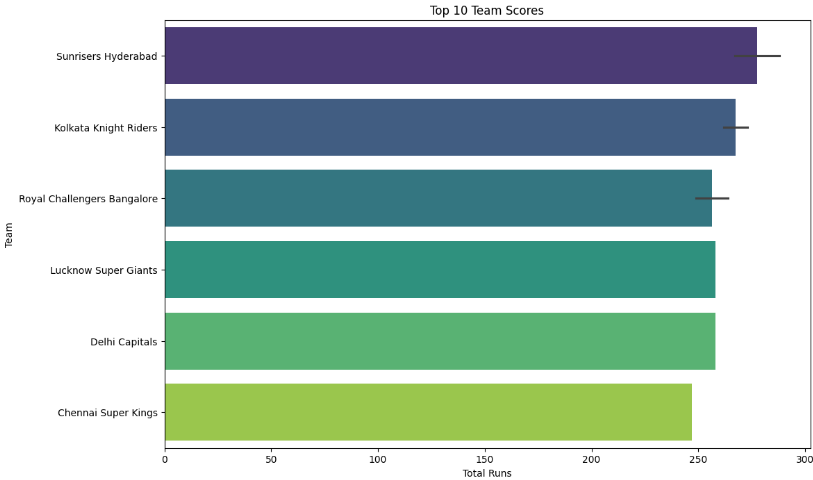 Top 10 Team Scores
Team
Sunrisers Hyderabad
Kolkata Knight Riders
Royal Challengers Bangalore
Lucknow Super Giants
Delhi Capitals
Chennai Super Kings
0 50 100 150 200 250 300
Total Runs